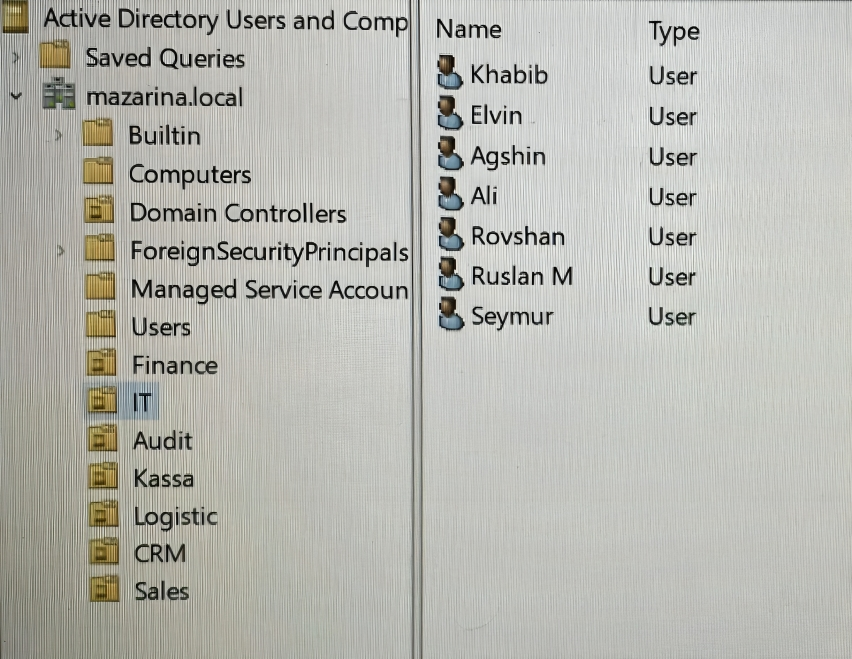 Active Directory Users and Comp
Saved Queries
mazarina.local
Builtin
Computers
Domain Controllers
ForeignSecurityPrincipals
Managed Service Accoun
Users
Finance
IT
Audit
Kassa
Logistic
CRM
Sales
Name Type
Khabib User
Elvin User
Agshin User
Ali User
Rovshan User
Ruslan M User
Seymur User